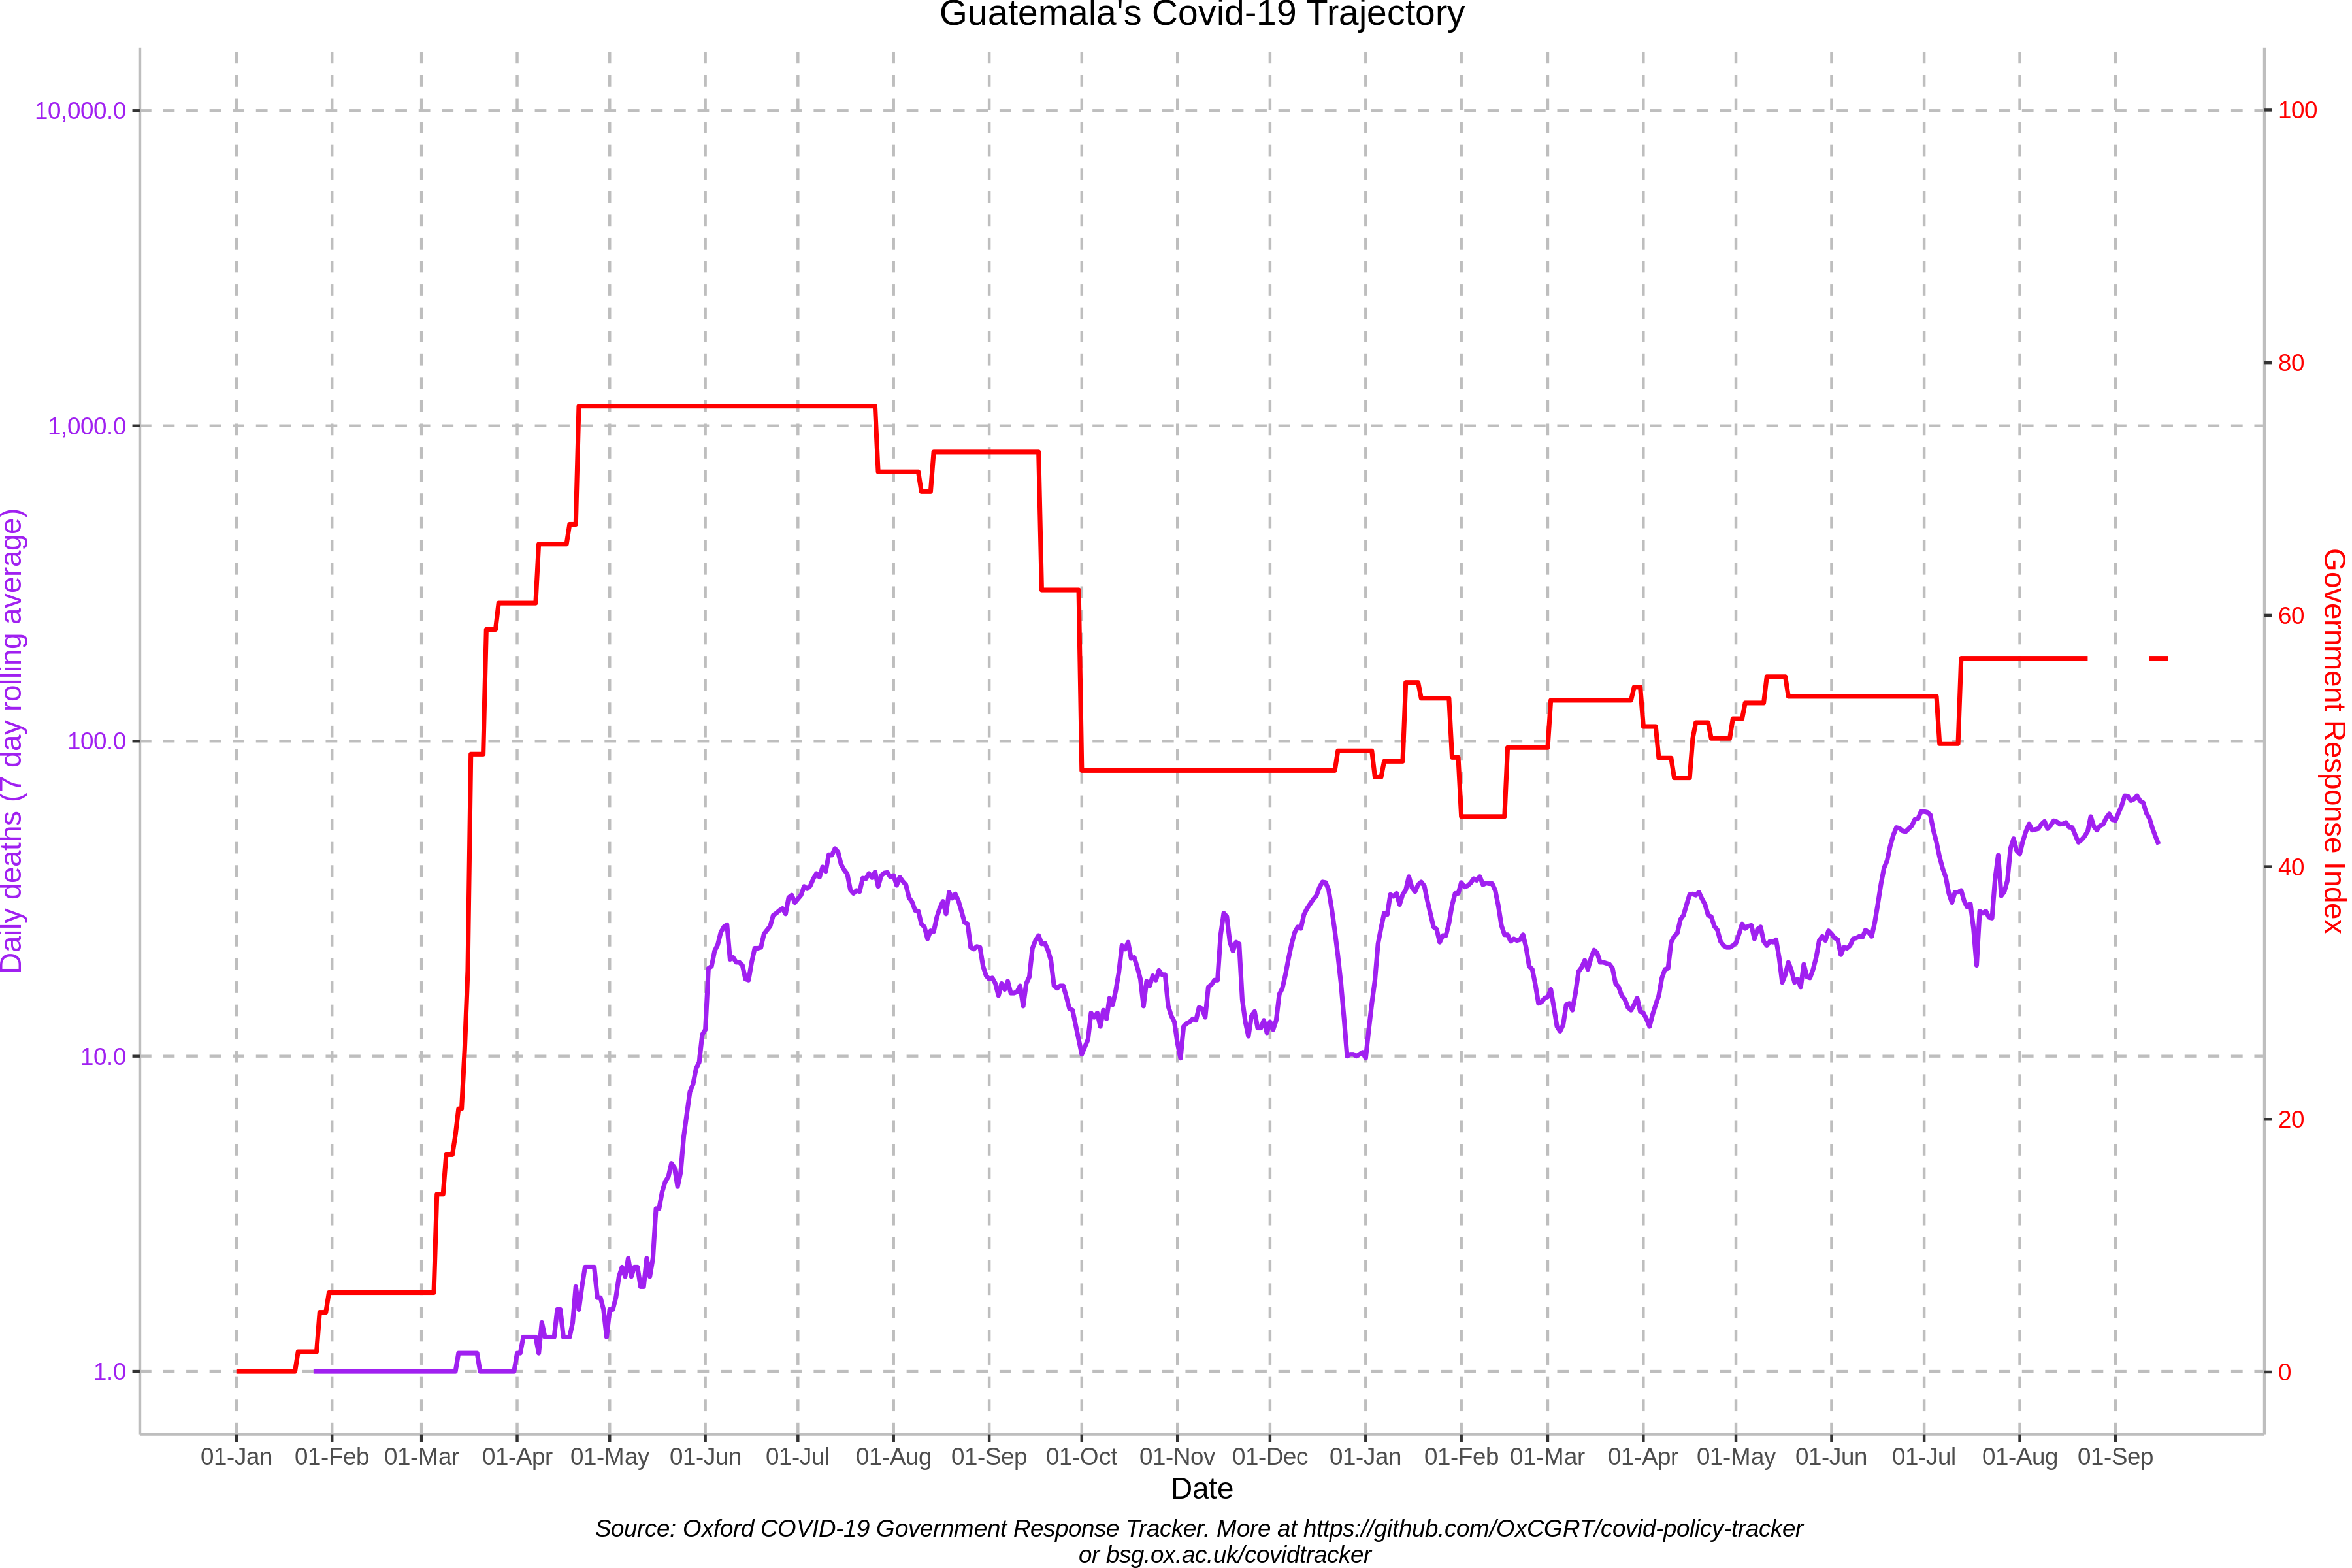 Guatemala's Covid-19 Trajectory
10,000.0
1,000.0
100.0
10.0
1.0
Daily deaths (7 day rolling average)
100
80
60
40
20
0
Government Response Index
01-Jan 01-Feb 01-Mar 01-Apr 01-May 01-Jun 01-Jul 01-Aug 01-Sep 01-Oct 01-Nov 01-Dec 01-Jan 01-Feb 01-Mar 01-Apr 01-May 01-Jun 01-Jul 01-Aug 01-Sep
Date
Source: Oxford COVID-19 Government Response Tracker. More at https://github.com/OxCGRT/covid-policy-tracker
or bsg.ox.ac.uk/covidtracker